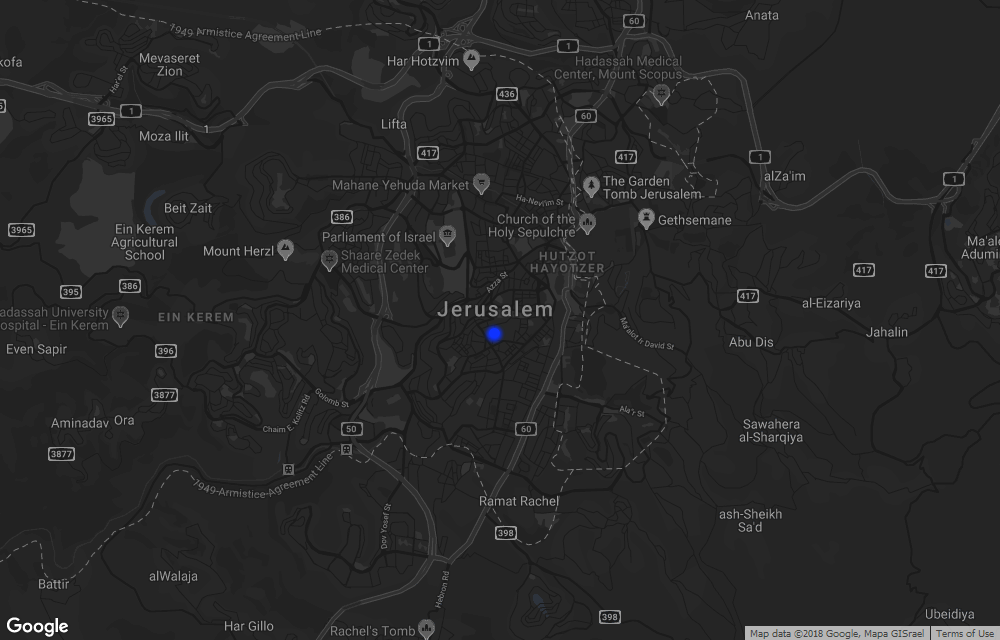 Anata
60
1949 Armistice Agreement Line
1
1
Har Hotzvim
Hadassah Medical
Center, Mount Scopus
kofa
Mevaseret
Zion
Har'el St
436
1
3965
60
Moza Ilit
1
Lifta
417
417
1
alZa'im
1
Mahane Yehuda Market
The Garden
Tomb Jerusalem
Ha-Nevi'im St
Beit Zait
386
Church of the
Holy Sepulchre
Gethsemane
3965
Ein Kerem
Agricultural
School
Mount Herzl
Parliament of Israel
Shaare Zedek
Medical Center
HUTZOT
HAYOTZER
Ma'ale
Adumim
417
417
Azza St
395
386
417
al-Eizariya
adassah University
ospital - Ein Kerem
EIN KEREM
Jerusalem
Ma'alot Ir David St
Jahalin
Abu Dis
Even Sapir
396
3877
Golomb St
Chaim E. Kolitz Rd
Aminadav
Ora
50
60
Ala'r St
Sawahera
al-Sharqiya
3877
1949 Armistice Agreement Line
Ramat Rachel
Dov Yosef St
398
ash-Sheikh
Sa'd
Battir
alWalaja
Hebron Rd
Har Gillo
Rachel's Tomb
398
Ubeidiya
Google
Map data ©2018 Google, Mapa GISrael
Terms of Use